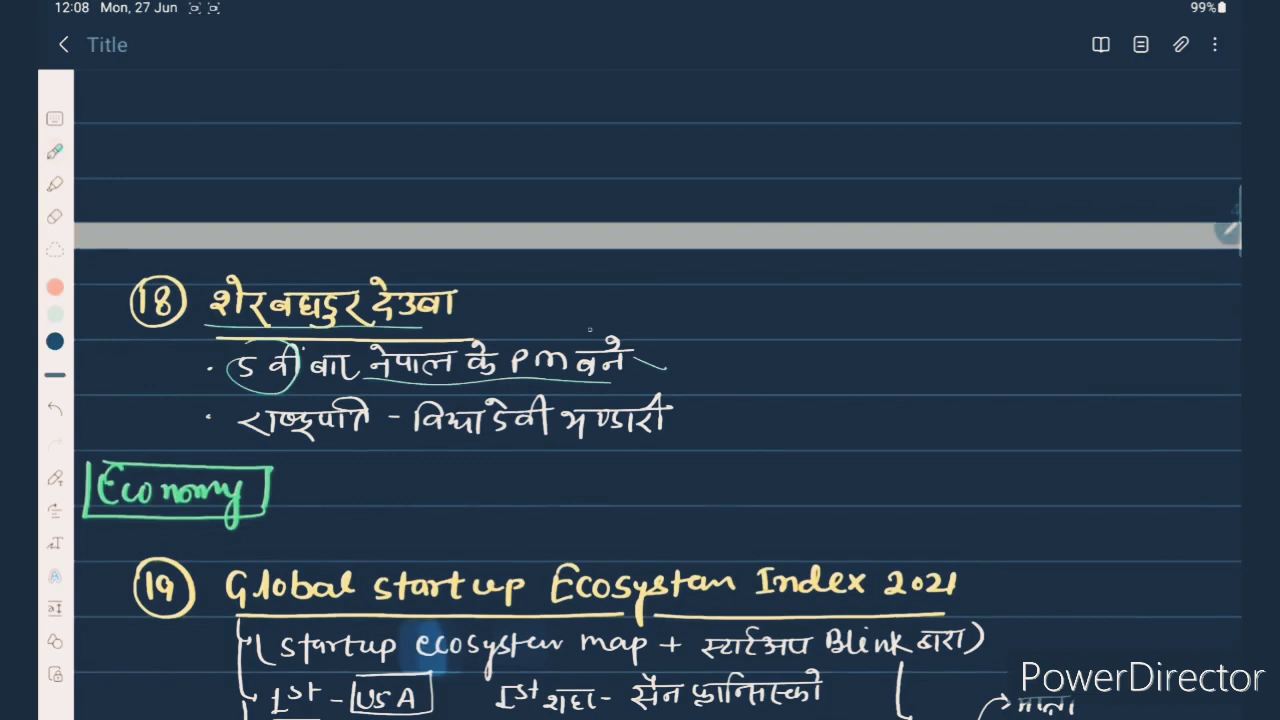 12:08 Mon, 27 Jun
99%
Title
18 शेरबहादुर देउबा
· 5 वीं बार नेपाल के PM बने
· राष्ट्रपति - विद्या देवी भण्डारी
Economy
19 Global startup Ecosystem Index 2021
( startup ecosystem map + स्टार्टअप Blink द्वारा )
1st - USA 1st शहर - सैन फ्रान्सिस्को
PowerDirector